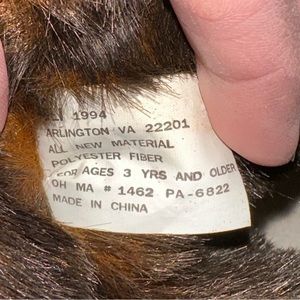 1994
ARLINGTON VA 22201
ALL NEW MATERIAL
POLYESTER FIBER
FOR AGES 3 YRS AND OLDER
OH MA # 1462 PA-6822
MADE IN CHINA